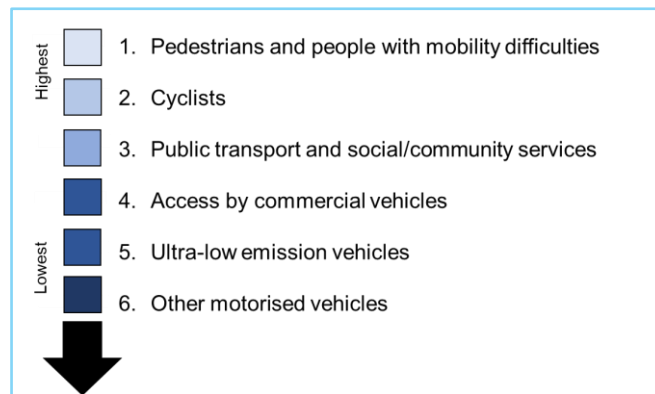 Highest
1. Pedestrians and people with mobility difficulties
2. Cyclists
3. Public transport and social/community services
4. Access by commercial vehicles
5. Ultra-low emission vehicles
Lowest
6. Other motorised vehicles